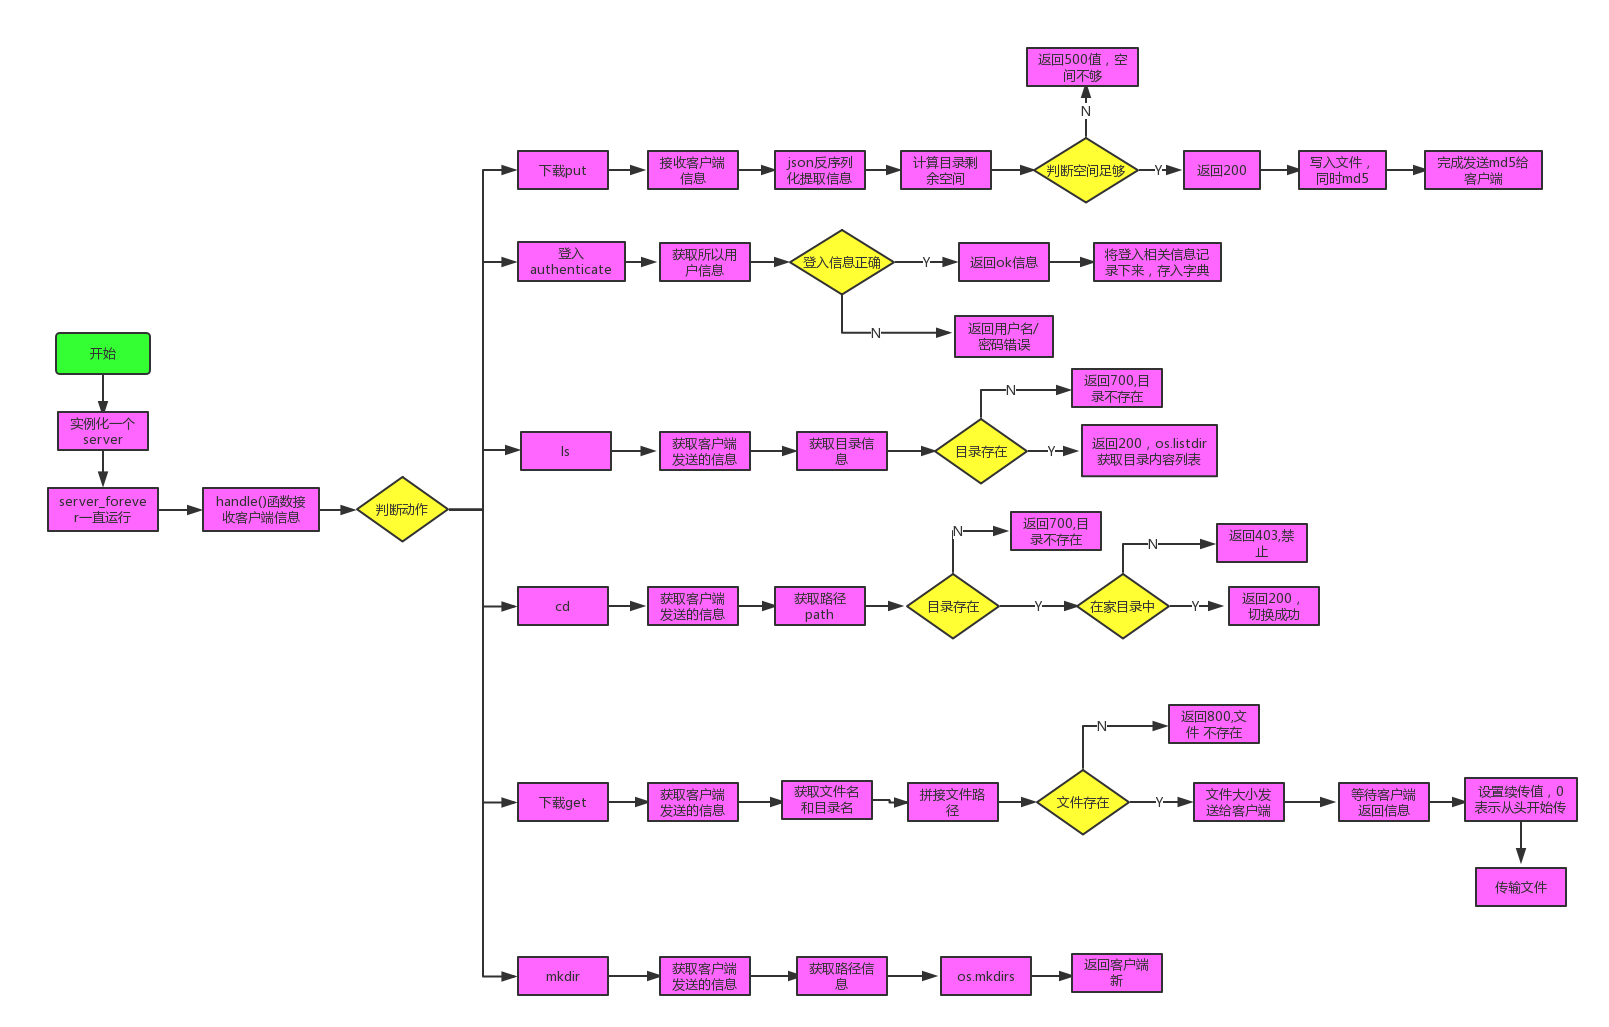 返回500值，空
间不够
N
下载put
接收客户端
信息
json反序列
化提取信息
计算目录剩
余空间
判断空间足够
Y
返回200
写入文件，
同时md5
完成发送md5给
客户端
登入
authenticate
获取所以用
户信息
登入信息正确
Y
返回ok信息
将登入相关信息记
录下来，存入字典
N
返回用户名/
密码错误
开始
实例化一个
server
server_foreve
r一直运行
handle()函数接
收客户端信息
判断动作
ls
获取客户端
发送的信息
获取目录信
息
目录存在
N
返回700,目
录不存在
Y
返回200，os.listdir
获取目录内容列表
cd
获取客户端
发送的信息
获取路径
path
目录存在
N
返回700,目
录不存在
Y
在家目录中
N
返回403,禁
止
Y
返回200，
切换成功
下载get
获取客户端
发送的信息
获取文件名
和目录名
拼接文件路
径
文件存在
N
返回800,文
件 不存在
Y
文件大小发
送给客户端
等待客户端
返回信息
设置续传值，0
表示从头开始传
传输文件
mkdir
获取客户端
发送的信息
获取路径信
息
os.mkdirs
返回客户端
新